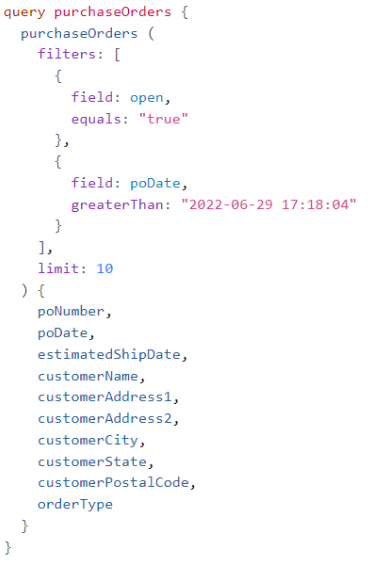 query purchaseOrders {
  purchaseOrders (
    filters: [
      {
        field: open,
        equals: "true"
      },
      {
        field: poDate,
        greaterThan: "2022-06-29 17:18:04"
      }
    ],
    limit: 10
  ) {
    poNumber,
    poDate,
    estimatedShipDate,
    customerName,
    customerAddress1,
    customerAddress2,
    customerCity,
    customerState,
    customerPostalCode,
    orderType
  }
}